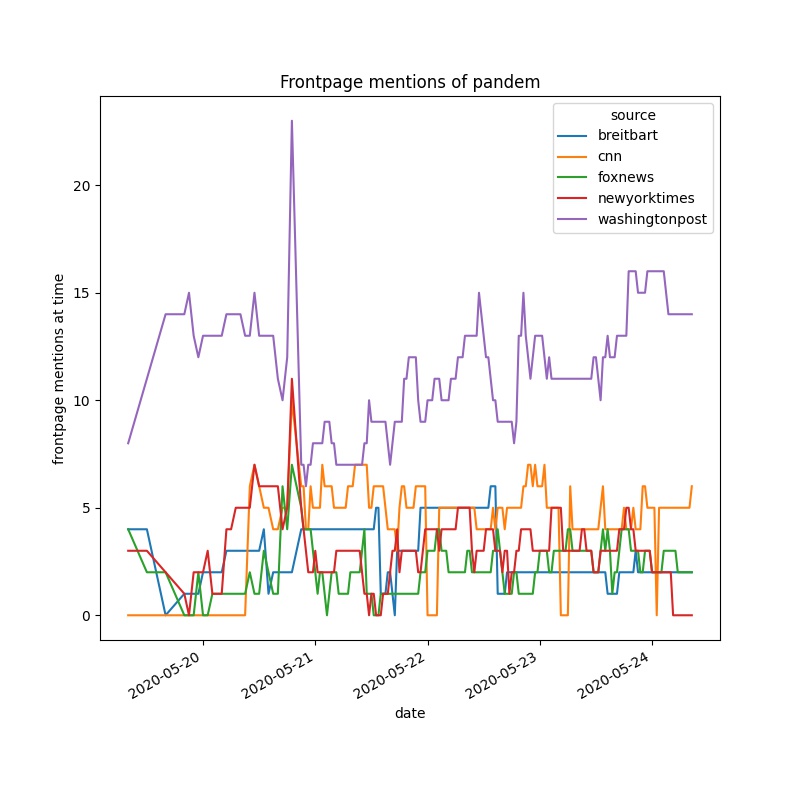 Frontpage mentions of pandem
source
breitbart
cnn
foxnews
newyorktimes
washingtonpost
frontpage mentions at time
20
15
10
5
0
2020-05-20
2020-05-21
2020-05-22
2020-05-23
2020-05-24
date